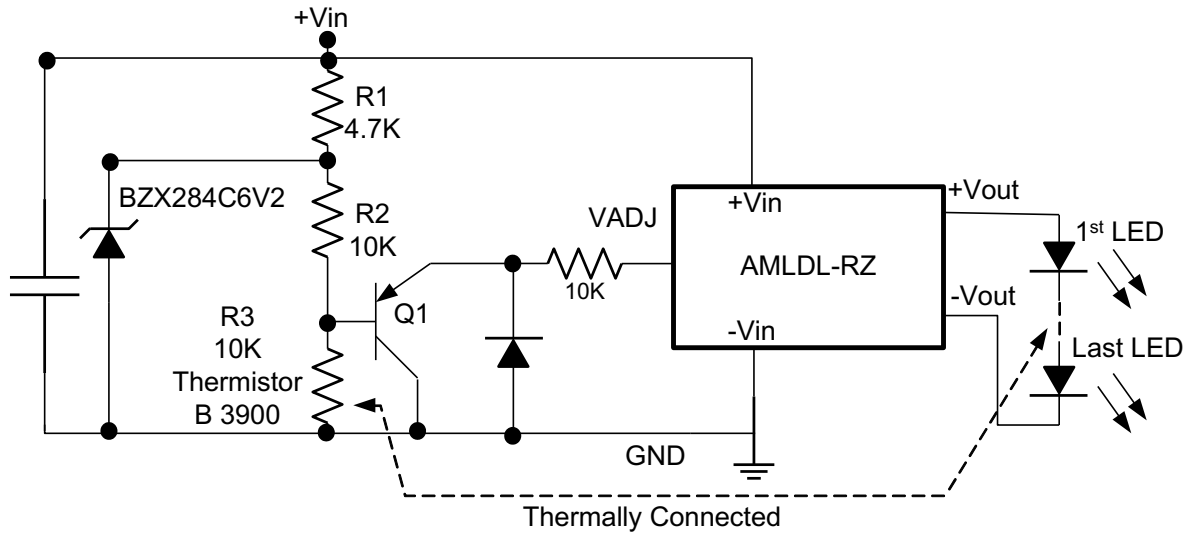 +Vin
R1
4.7K
BZX284C6V2
R2
10K
VADJ
10K
+Vin
AMLDL-RZ
-Vin
+Vout
1st LED
-Vout
Last LED
Q1
R3
10K
Thermistor
B 3900
GND
Thermally Connected